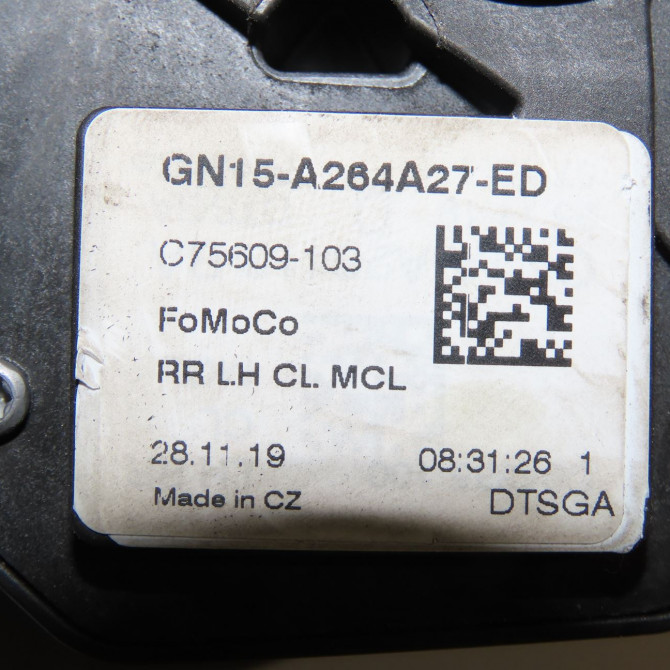 GN15-A264A27-ED
C75609-103
FoMoCo
RR LH CL MCL
28.11.19 08:31:26 1
Made in CZ DTSGA